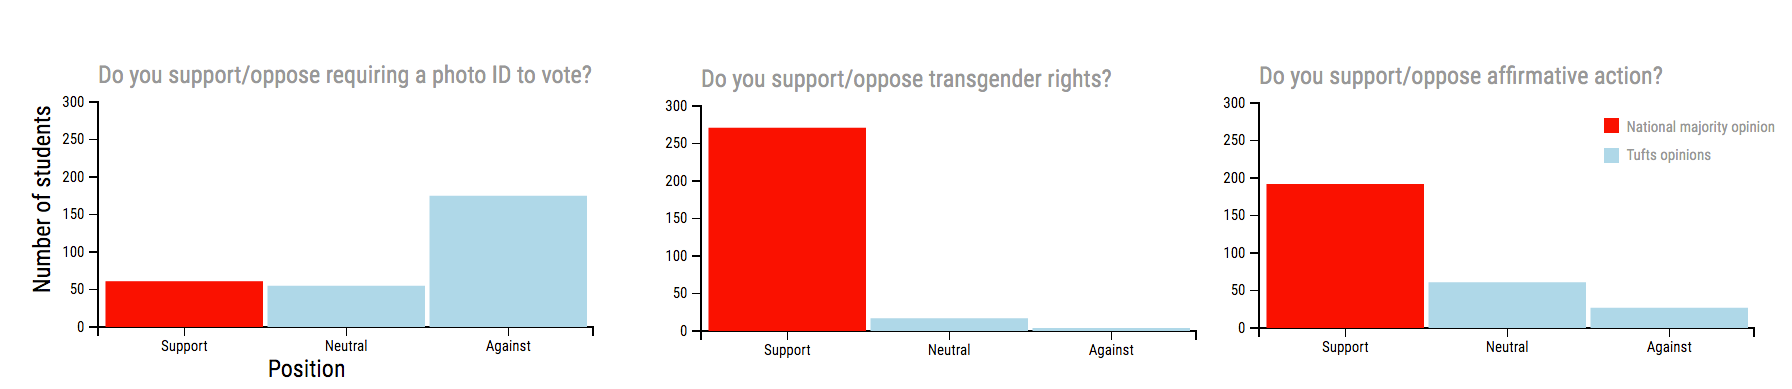 Do you support/oppose requiring a photo ID to vote?
300
250
200
150
100
50
0
Number of students
Support Neutral Against
Position
Do you support/oppose transgender rights?
300
250
200
150
100
50
0
Support Neutral Against
Do you support/oppose affirmative action?
300
250
200
150
100
50
0
National majority opinion
Tufts opinions
Support Neutral Against